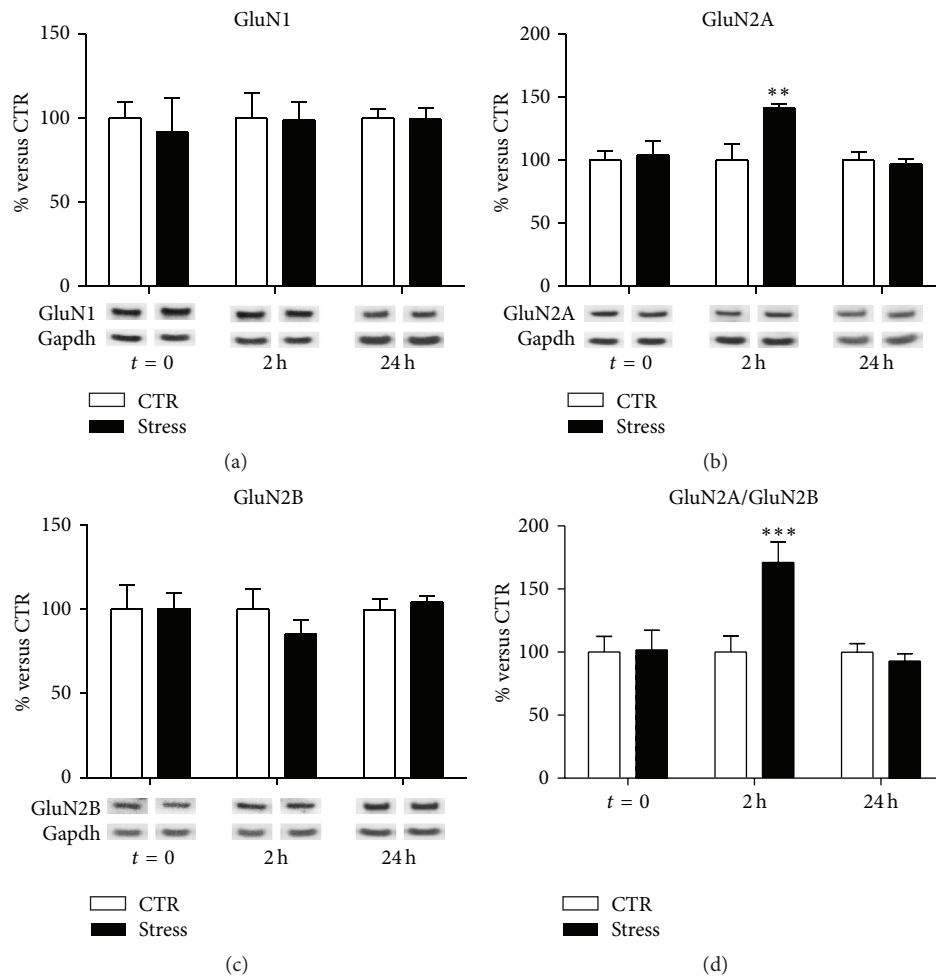 GluN1
% versus CTR
150
100
50
0
GluN1
Gapdh
t = 0 2 h 24 h
CTR
Stress
(a)
GluN2A
% versus CTR
200
150
100
50
0
**
GluN2A
Gapdh
t = 0 2 h 24 h
CTR
Stress
(b)
GluN2B
% versus CTR
150
100
50
0
GluN2B
Gapdh
t = 0 2 h 24 h
CTR
Stress
(c)
GluN2A/GluN2B
% versus CTR
200
150
100
50
0
***
t = 0 2 h 24 h
CTR
Stress
(d)